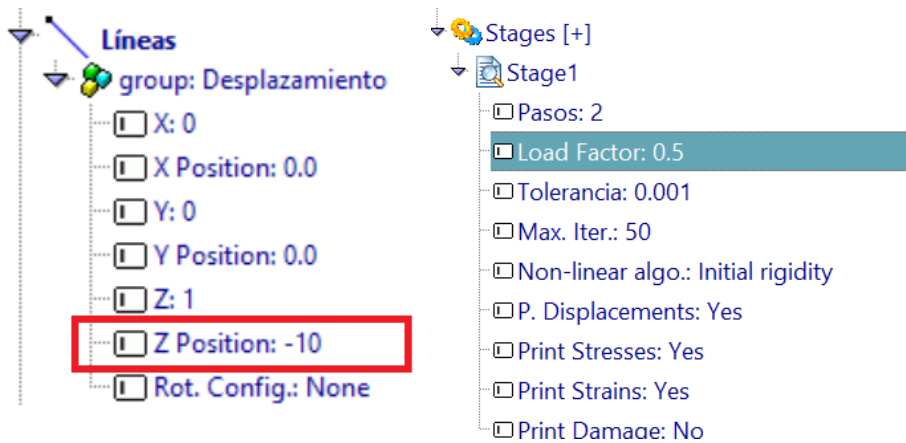 Líneas
group: Desplazamiento
X: 0
X Position: 0.0
Y: 0
Y Position: 0.0
Z: 1
Z Position: -10
Rot. Config.: None
Stages [+]
Stage1
Pasos: 2
Load Factor: 0.5
Tolerancia: 0.001
Max. Iter.: 50
Non-linear algo.: Initial rigidity
P. Displacements: Yes
Print Stresses: Yes
Print Strains: Yes
Print Damage: No